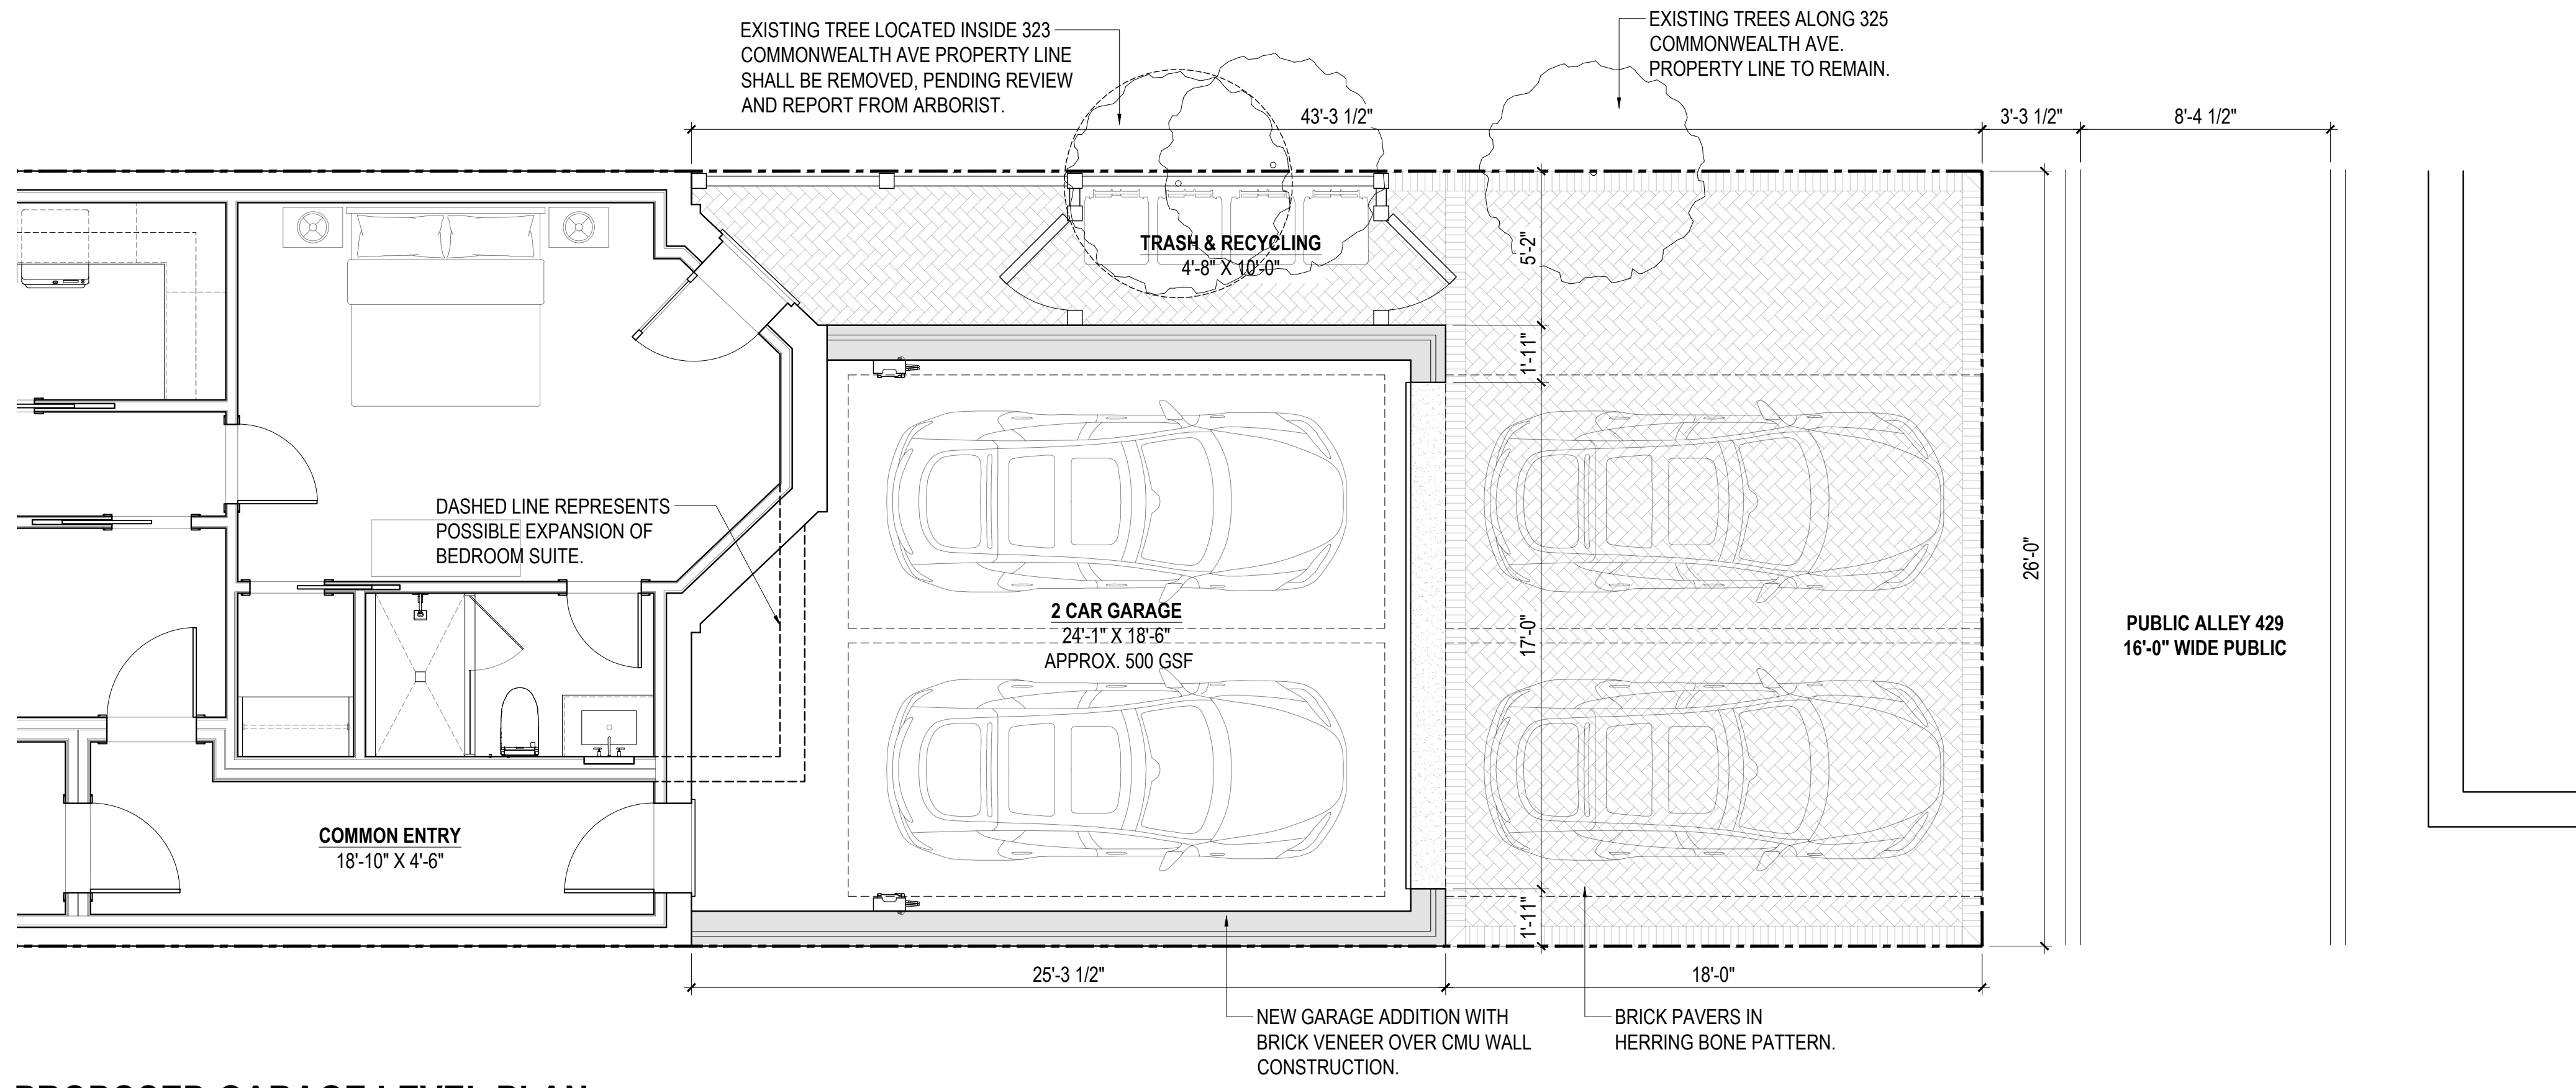 EXISTING TREE LOCATED INSIDE 323
COMMONWEALTH AVE PROPERTY LINE
SHALL BE REMOVED, PENDING REVIEW
AND REPORT FROM ARBORIST.
EXISTING TREES ALONG 325
COMMONWEALTH AVE.
PROPERTY LINE TO REMAIN.
43'-3 1/2"
3'-3 1/2"
8'-4 1/2"
TRASH & RECYCLING
4'-8" X 10'-0"
5'-2"
1'-11"
DASHED LINE REPRESENTS
POSSIBLE EXPANSION OF
BEDROOM SUITE.
2 CAR GARAGE
24'-1" X 18'-6"
APPROX. 500 GSF
17'-0"
26'-0"
PUBLIC ALLEY 429
16'-0" WIDE PUBLIC
COMMON ENTRY
18'-10" X 4'-6"
1'-11"
25'-3 1/2"
18'-0"
NEW GARAGE ADDITION WITH
BRICK VENEER OVER CMU WALL
CONSTRUCTION.
BRICK PAVERS IN
HERRING BONE PATTERN.
PROPOSED GARAGE LEVEL PLAN